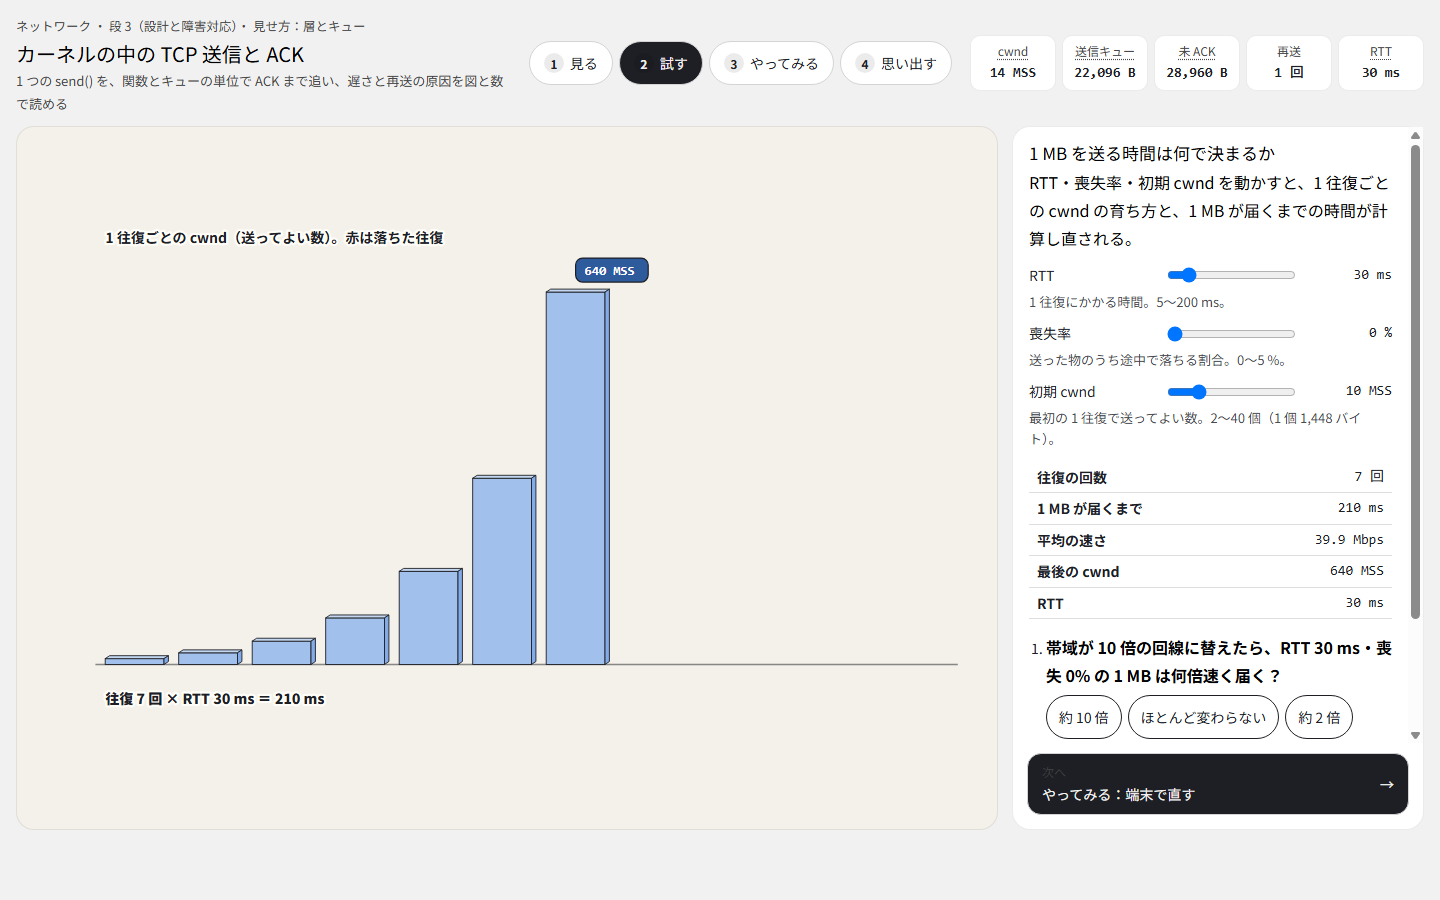 ネットワーク ・ 段 3（設計と障害対応）・ 見せ方：層とキュー
カーネルの中の TCP 送信と ACK
1 つの send() を、関数とキューの単位で ACK まで追い、遅さと再送の原因を図と数
で読める
1 見る
2 試す
3 やってみる
4 思い出す
cwnd
14 MSS
送信キュー
22,096 B
未 ACK
28,960 B
再送
1 回
RTT
30 ms
1 往復ごとの cwnd（送ってよい数）。赤は落ちた往復
640 MSS
往復 7 回 × RTT 30 ms ＝ 210 ms
1 MB を送る時間は何で決まるか
RTT・喪失率・初期 cwnd を動かすと、1 往復ごと
の cwnd の育ち方と、1 MB が届くまでの時間が計
算し直される。
RTT 30 ms
1 往復にかかる時間。5〜200 ms。
喪失率 0 %
送った物のうち途中で落ちる割合。0〜5 %。
初期 cwnd 10 MSS
最初の 1 往復で送ってよい数。2〜40 個（1 個 1,448 バイ
ト）。
往復の回数 7 回
1 MB が届くまで 210 ms
平均の速さ 39.9 Mbps
最後の cwnd 640 MSS
RTT 30 ms
1. 帯域が 10 倍の回線に替えたら、RTT 30 ms・喪
失 0% の 1 MB は何倍速く届く？
約 10 倍
ほとんど変わらない
約 2 倍
次へ
やってみる：端末で直す →